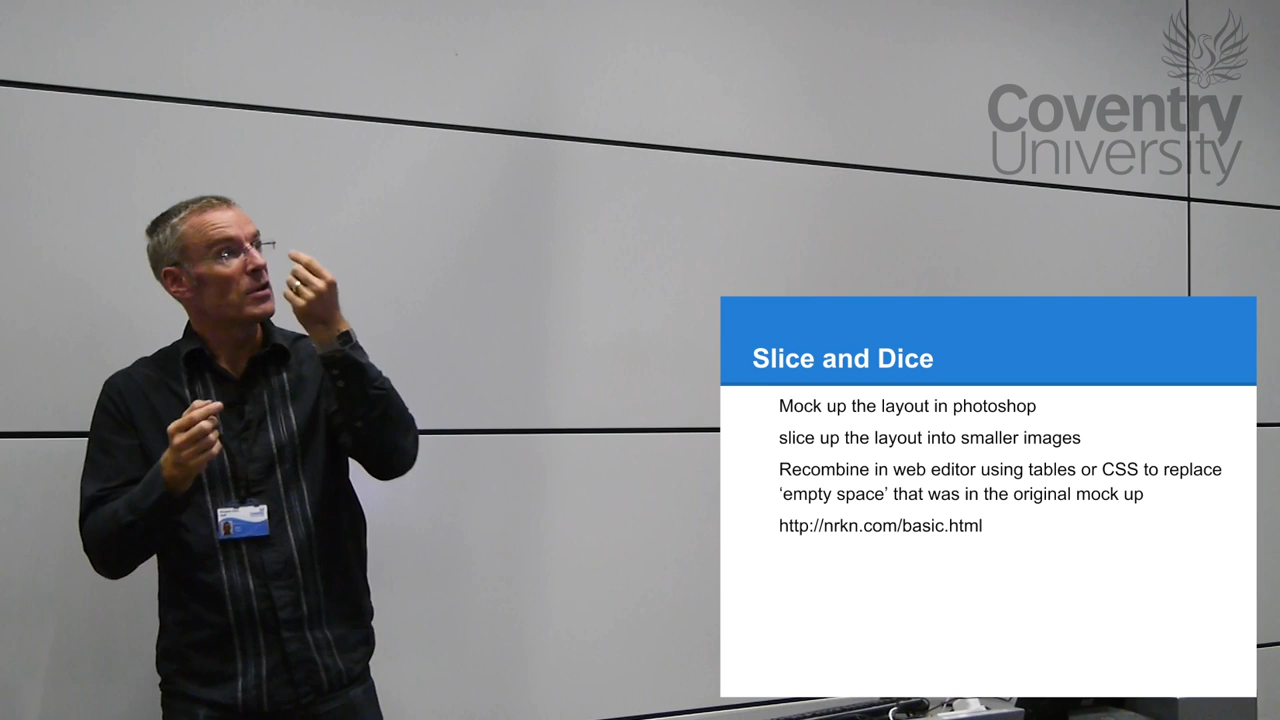 Coventry
University
Slice and Dice
Mock up the layout in photoshop
slice up the layout into smaller images
Recombine in web editor using tables or CSS to replace
‘empty space’ that was in the original mock up
http://nrkn.com/basic.html